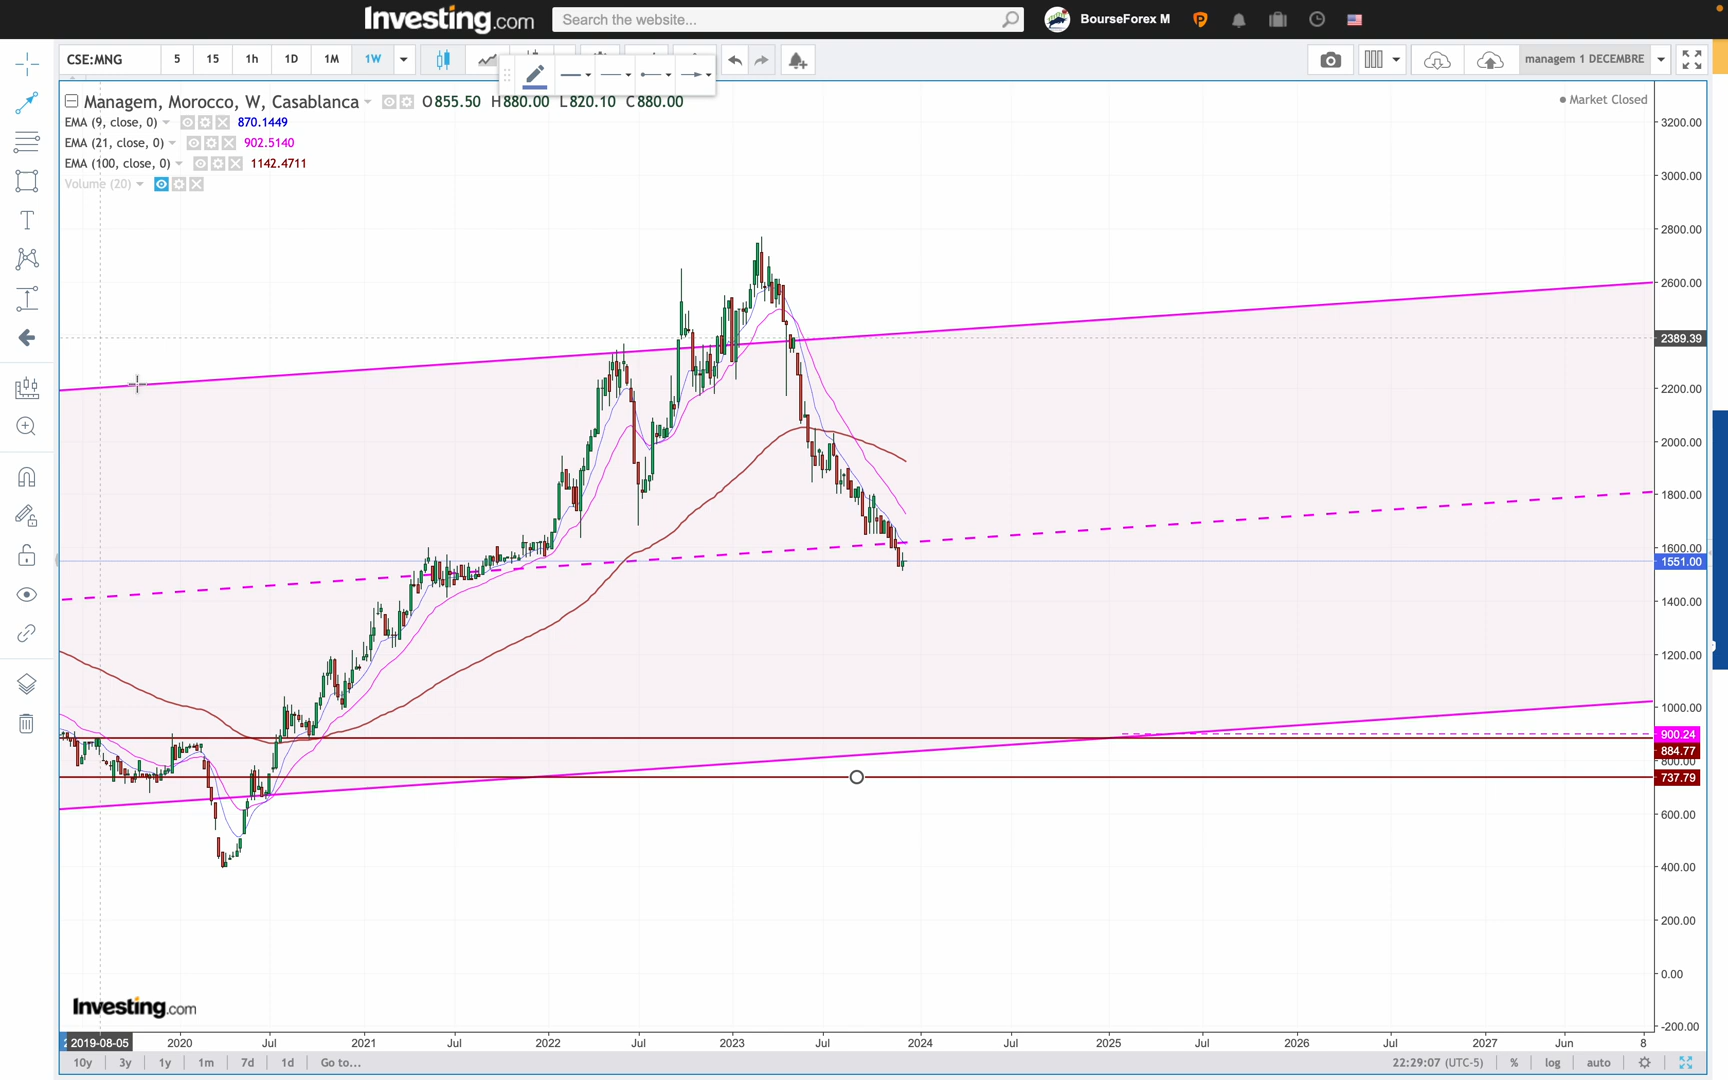 Investing.com
Search the website...
BourseForex M
CSE:MNG
5
15
1h
1D
1M
1W
managem 1 DECEMBRE
Managem, Morocco, W, Casablanca
O855.50 H880.00 L820.10 C880.00
Market Closed
EMA (9, close, 0)
870.1449
EMA (21, close, 0)
902.5140
EMA (100, close, 0)
1142.4711
Volume (20)
3200.00
3000.00
2800.00
2600.00
2389.39
2200.00
2000.00
1800.00
1600.00
1551.00
1400.00
1200.00
1000.00
900.24
884.77
800.00
737.79
600.00
400.00
200.00
0.00
-200.00
Investing.com
2019-08-05
2020
Jul
2021
Jul
2022
Jul
2023
Jul
2024
Jul
2025
Jul
2026
Jul
2027
Jun
8
10y
3y
1y
1m
7d
1d
Go to...
22:29:07 (UTC-5)
%
log
auto